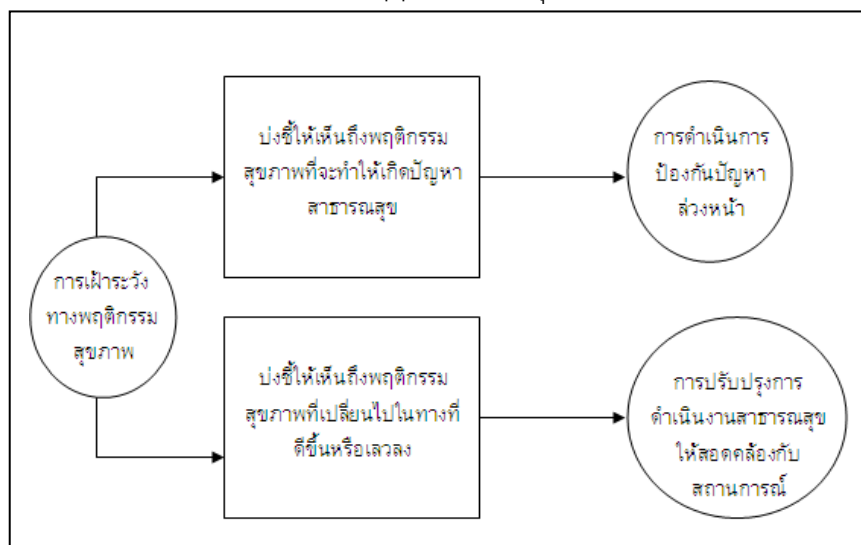 การเฝ้าระวัง
ทางพฤติกรรม
สุขภาพ
บ่งชี้ให้เห็นถึงพฤติกรรม
สุขภาพที่จะทำให้เกิดปัญหา
สาธารณสุข
การดำเนินการ
ป้องกันปัญหา
ล่วงหน้า
บ่งชี้ให้เห็นถึงพฤติกรรม
สุขภาพที่เปลี่ยนไปในทางที่
ดีขึ้นหรือเลวลง
การปรับปรุงการ
ดำเนินงานสาธารณสุข
ให้สอดคล้องกับ
สถานการณ์